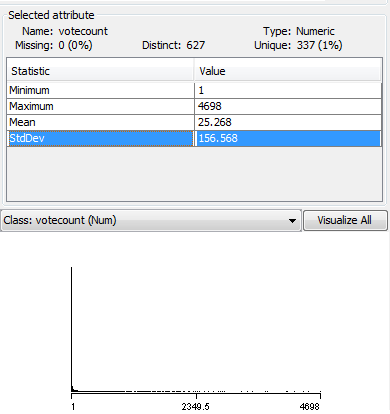 Selected attribute
Name: votecount Type: Numeric
Missing: 0 (0%) Distinct: 627 Unique: 337 (1%)
Statistic Value
Minimum 1
Maximum 4698
Mean 25.268
StdDev 156.568
Class: votecount (Num) Visualize All
1 2349.5 4698